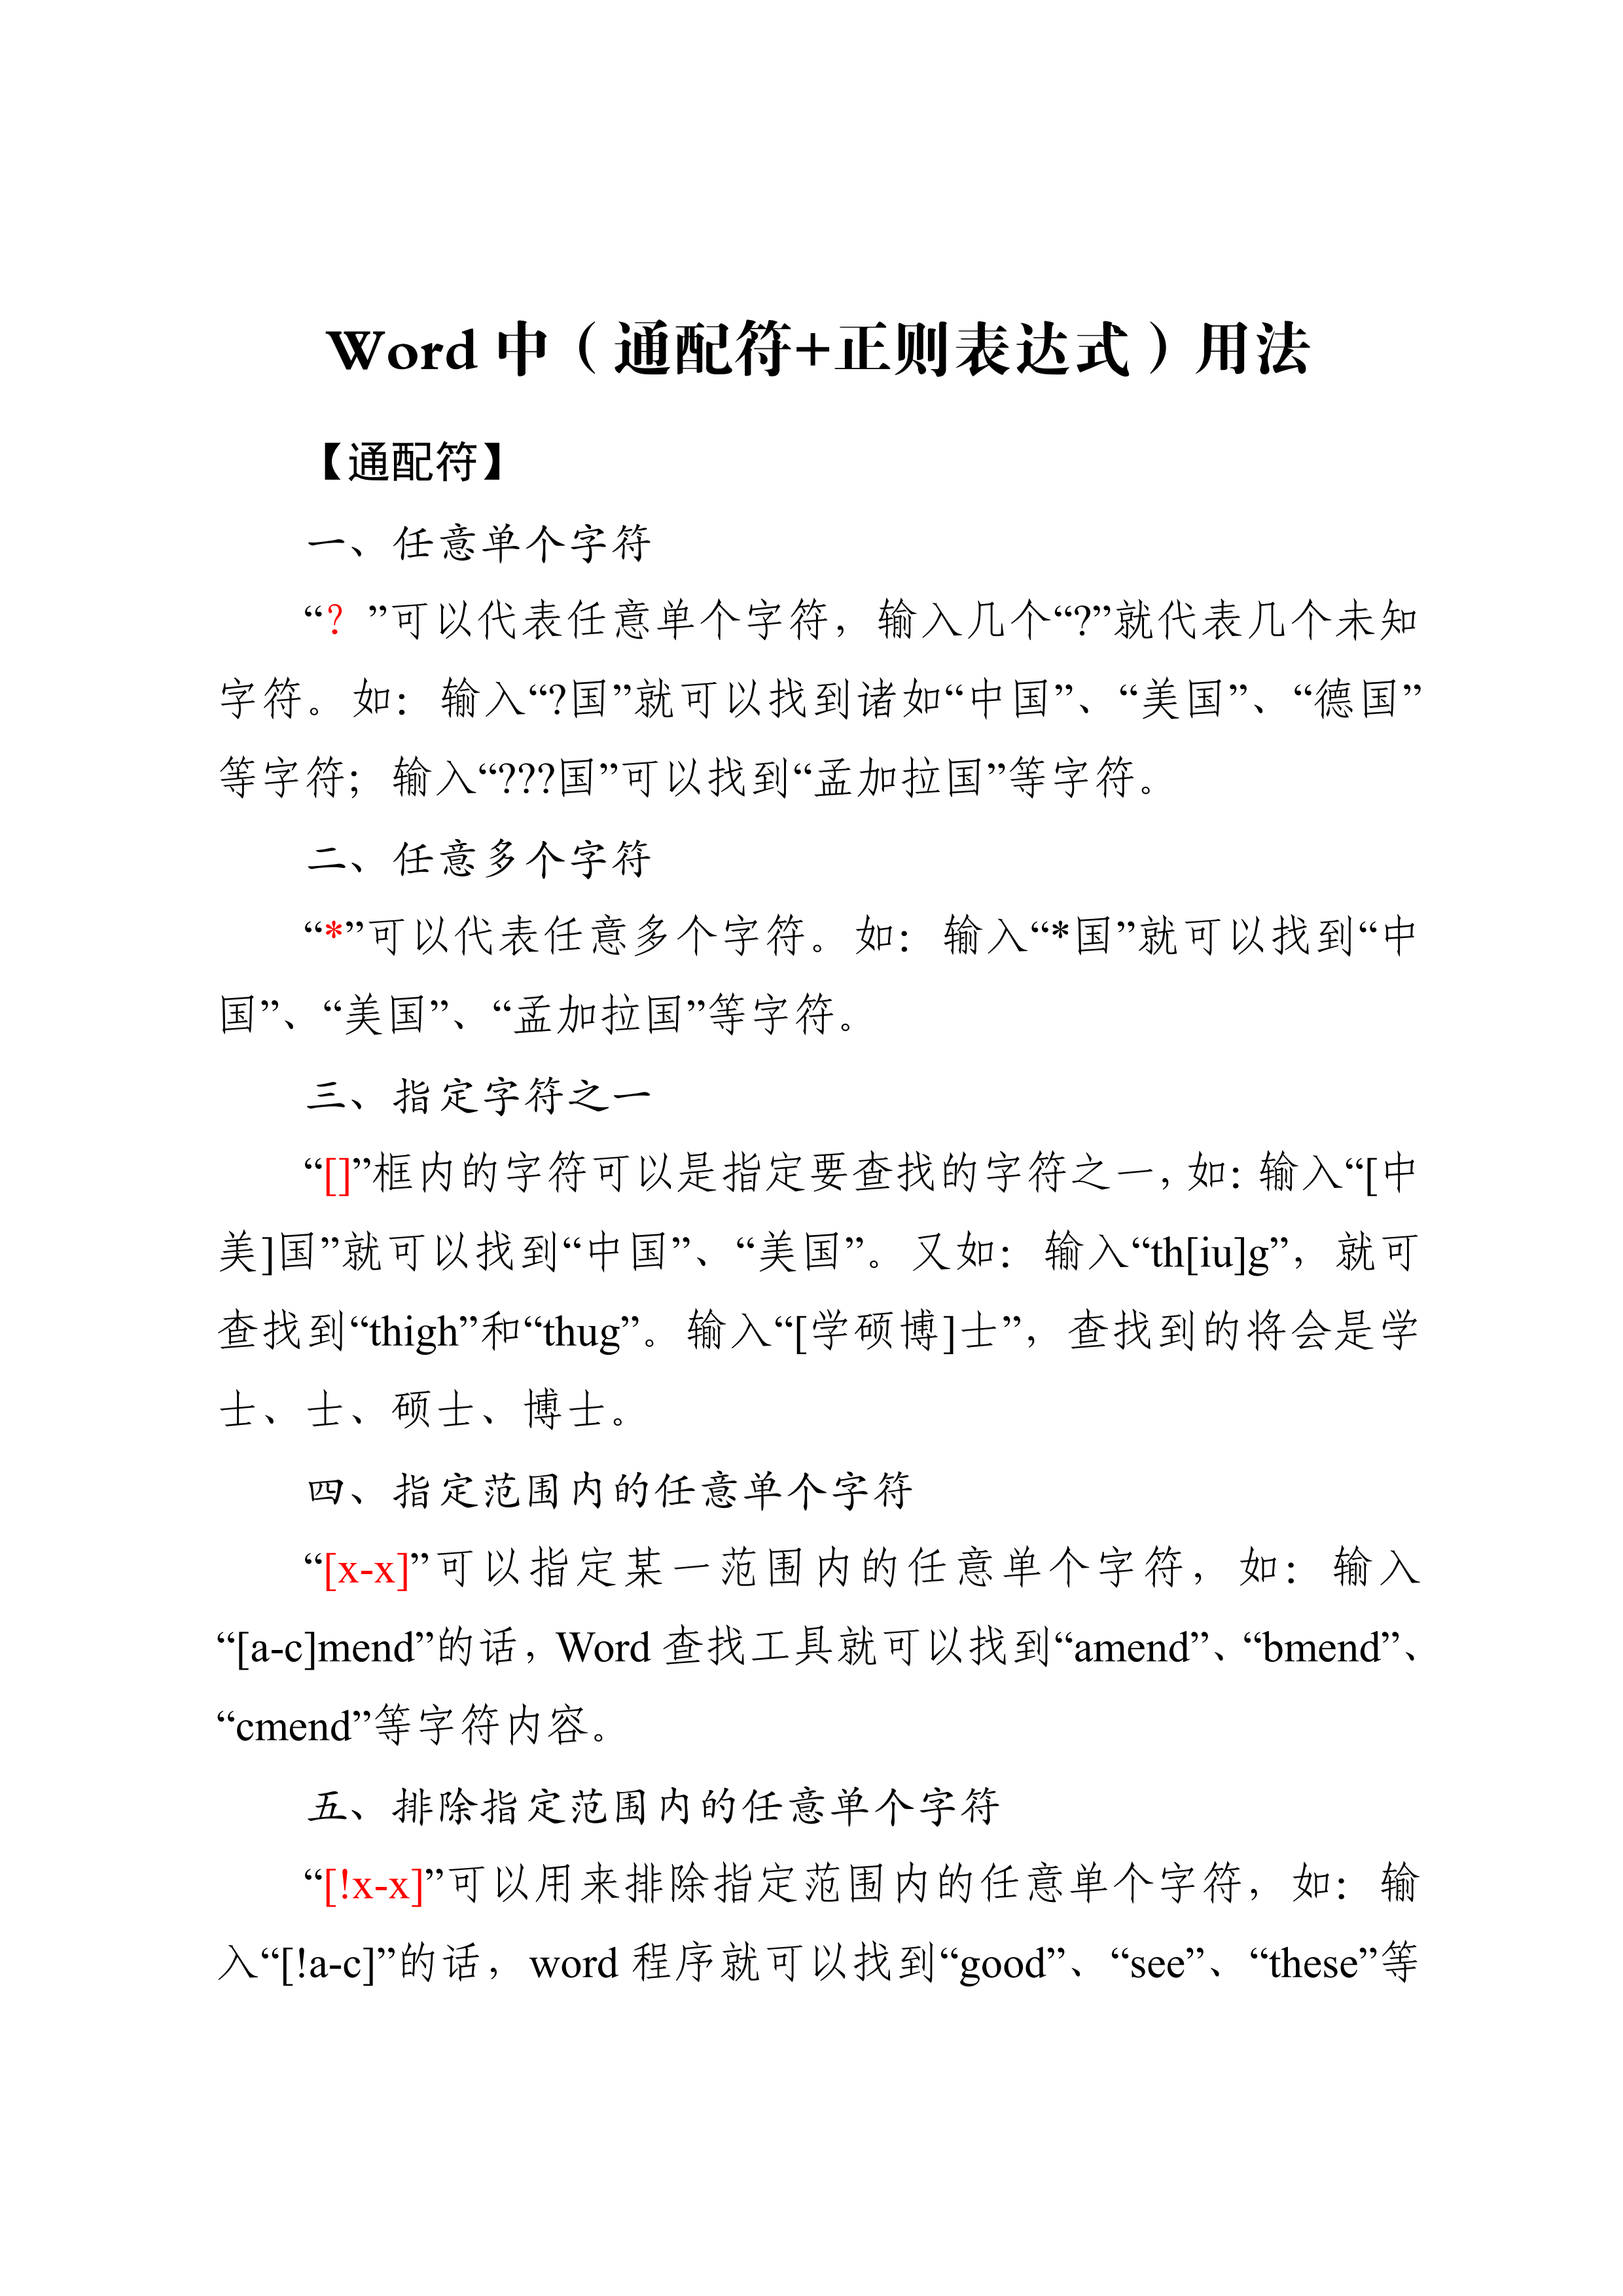 Word 中（通配符+正则表达式）用法
【通配符】
一、任意单个字符
“？”可以代表任意单个字符，输入几个“?”就代表几个未知
字符。如：输入“?国”就可以找到诸如“中国”、“美国”、“德国”
等字符；输入“???国”可以找到“孟加拉国”等字符。
二、任意多个字符
“*”可以代表任意多个字符。如：输入“*国”就可以找到“中
国”、“美国”、“孟加拉国”等字符。
三、指定字符之一
“[]”框内的字符可以是指定要查找的字符之一，如：输入“[中
美]国”就可以找到“中国”、“美国”。又如：输入“th[iu]g”，就可
查找到“thigh”和“thug”。输入“[学硕博]士”，查找到的将会是学
士、士、硕士、博士。
四、指定范围内的任意单个字符
“[x-x]”可以指定某一范围内的任意单个字符，如：输入
“[a-c]mend”的话，Word 查找工具就可以找到“amend”、“bmend”、
“cmend”等字符内容。
五、排除指定范围内的任意单个字符
“[!x-x]”可以用来排除指定范围内的任意单个字符，如：输
入“[!a-c]”的话，word 程序就可以找到“good”、“see”、“these”等